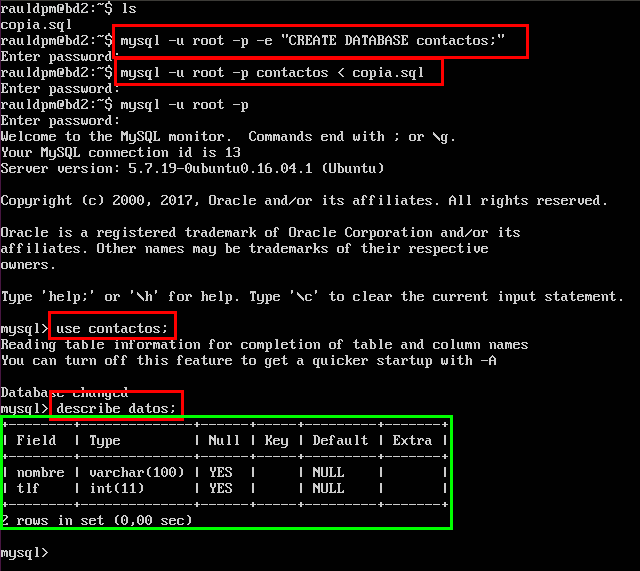 rauldpm@bd2:~$ ls
copia.sql
rauldpm@bd2:~$ mysql -u root -p -e "CREATE DATABASE contactos;"
Enter password:
rauldpm@bd2:~$ mysql -u root -p contactos < copia.sql
Enter password:
rauldpm@bd2:~$ mysql -u root -p
Enter password:
Welcome to the MySQL monitor.  Commands end with ; or \g.
Your MySQL connection id is 13
Server version: 5.7.19-0ubuntu0.16.04.1 (Ubuntu)
Copyright (c) 2000, 2017, Oracle and/or its affiliates. All rights reserved.
Oracle is a registered trademark of Oracle Corporation and/or its
affiliates. Other names may be trademarks of their respective
owners.
Type 'help;' or '\h' for help. Type '\c' to clear the current input statement.
mysql> use contactos;
Reading table information for completion of table and column names
You can turn off this feature to get a quicker startup with -A
Database changed
mysql> describe datos;
+--------+--------------+------+-----+---------+-------+
| Field  | Type         | Null | Key | Default | Extra |
+--------+--------------+------+-----+---------+-------+
| nombre | varchar(100) | YES  |     | NULL    |       |
| tlf    | int(11)      | YES  |     | NULL    |       |
+--------+--------------+------+-----+---------+-------+
2 rows in set (0,00 sec)
mysql>